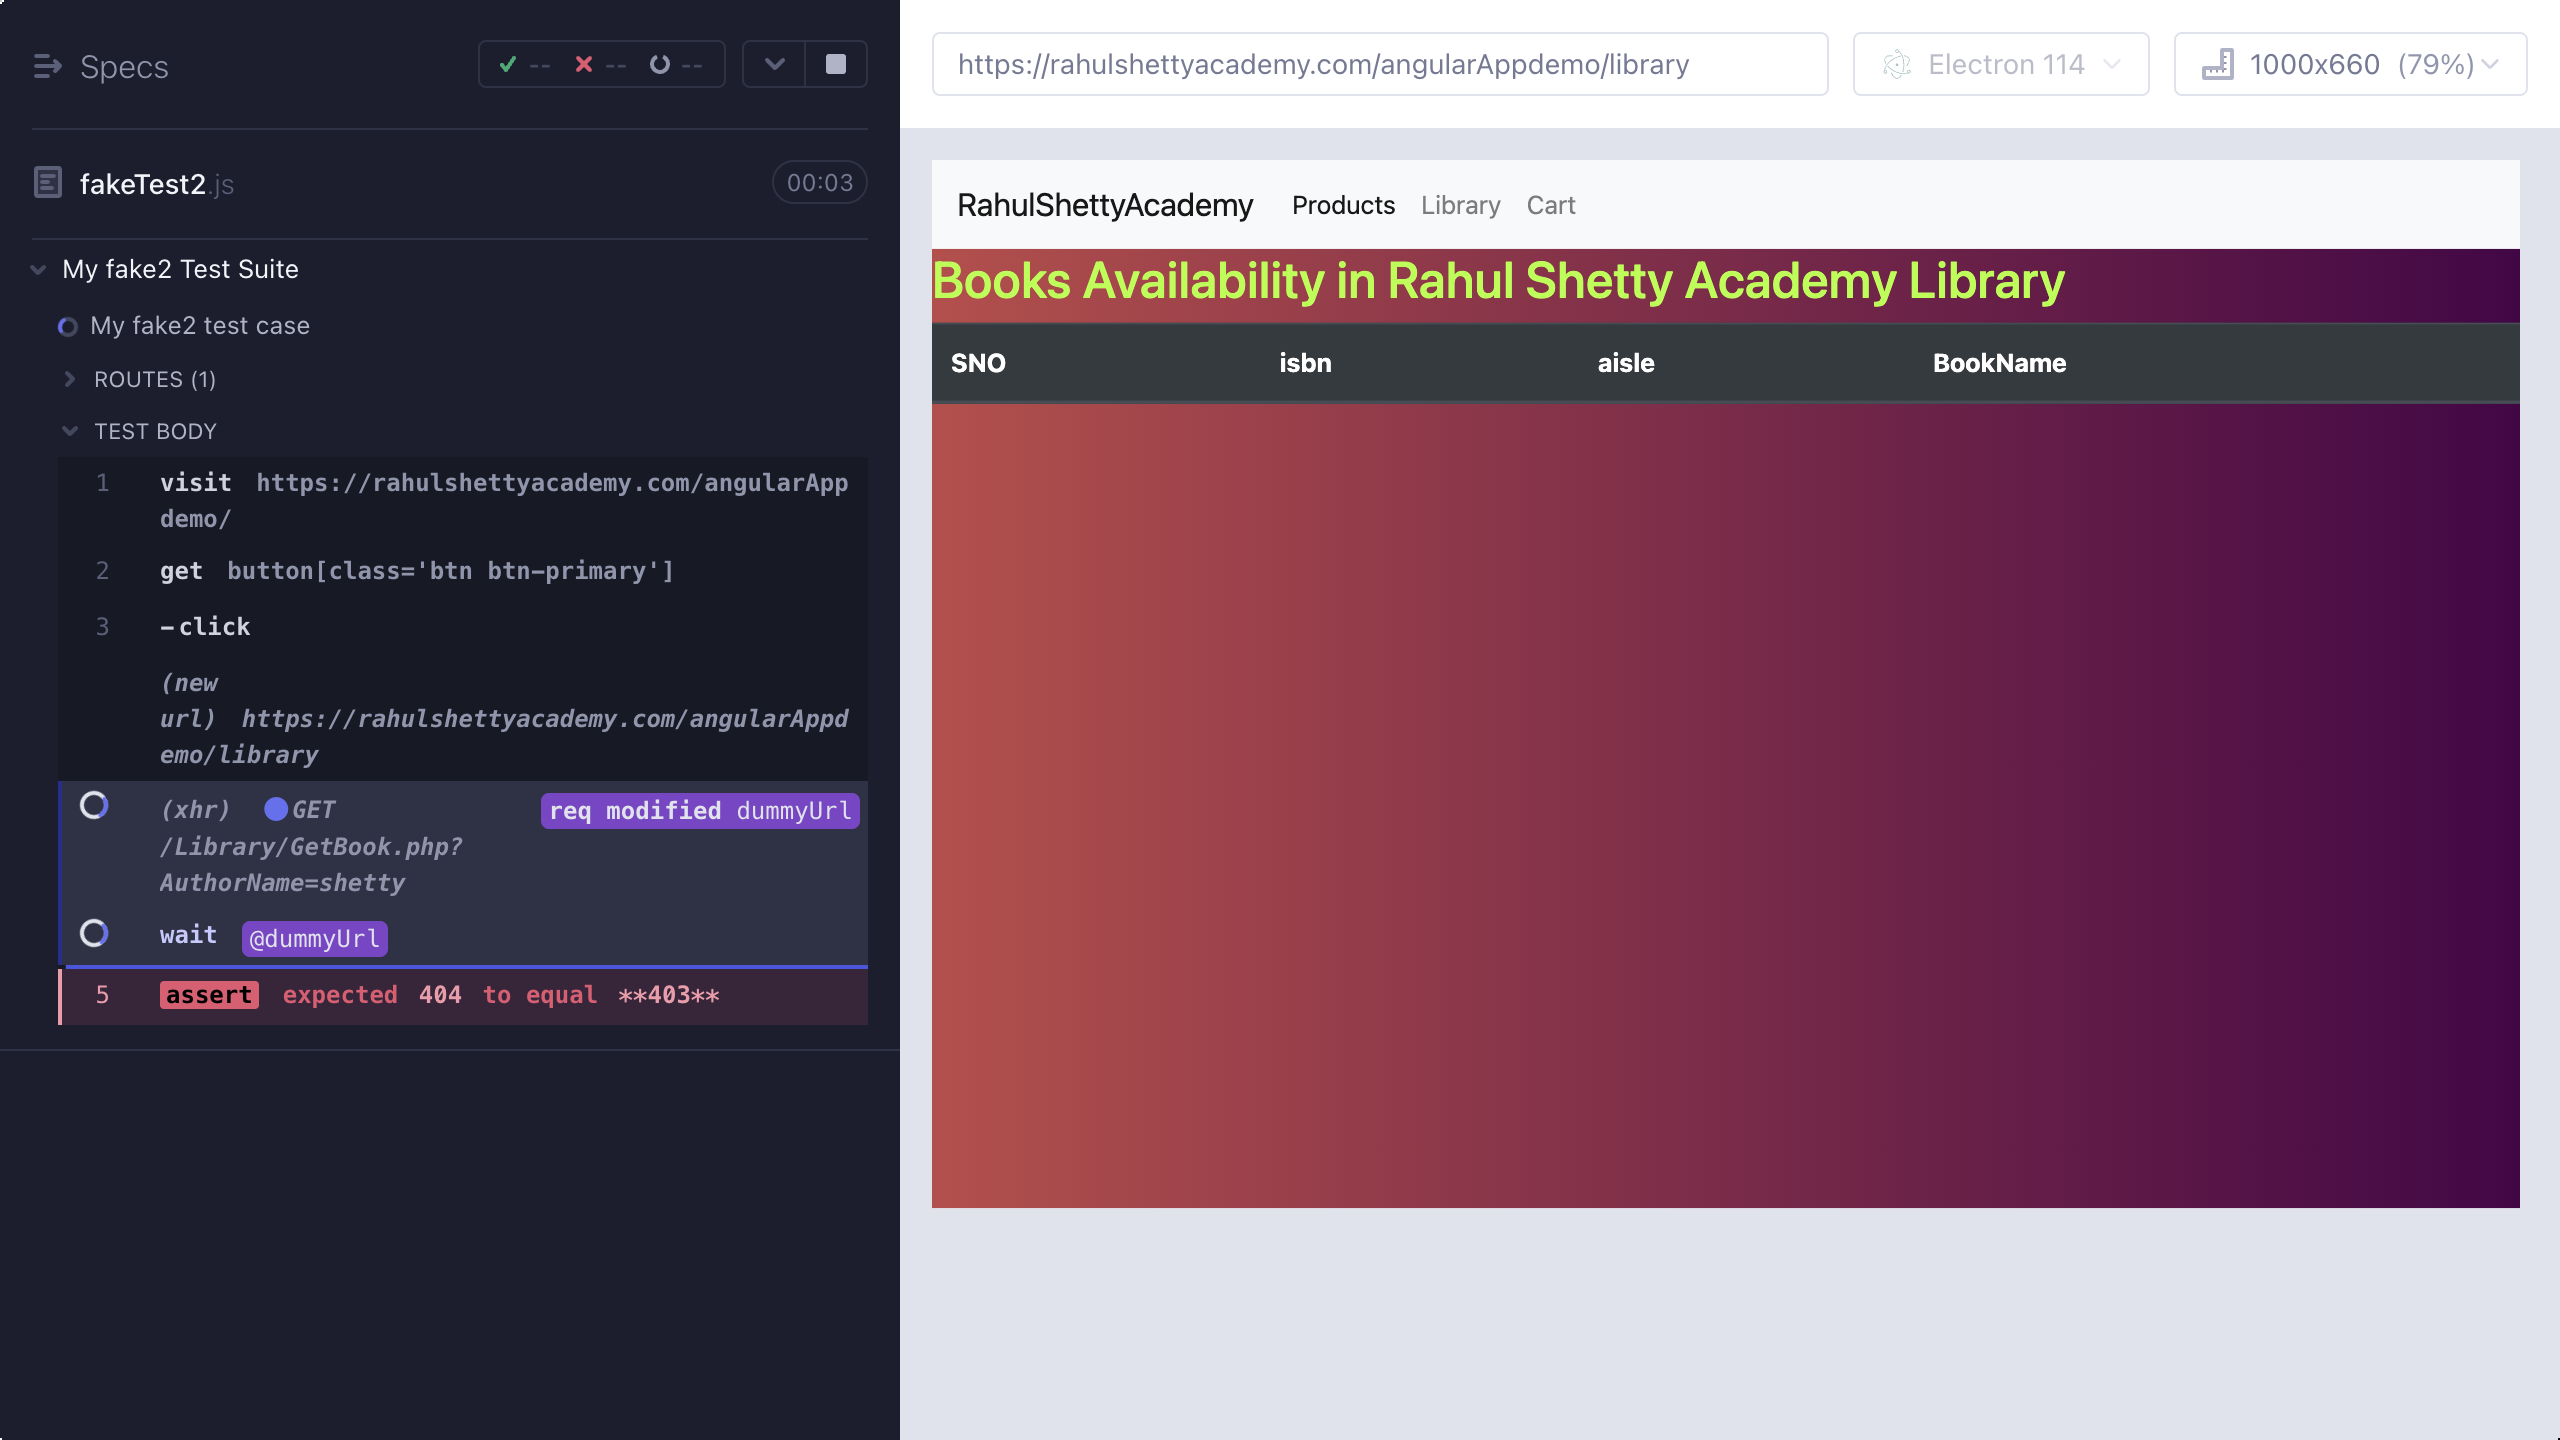 Specs
-- -- --
fakeTest2.js
00:03
My fake2 Test Suite
My fake2 test case
ROUTES (1)
TEST BODY
1 visit https://rahulshettyacademy.com/angularApp
demo/
2 get button[class='btn btn-primary']
3 -click
(new
url) https://rahulshettyacademy.com/angularAppd
emo/library
(xhr) GET req modified dummyUrl
/Library/GetBook.php?
AuthorName=shetty
wait @dummyUrl
5 assert expected 404 to equal **403**
https://rahulshettyacademy.com/angularAppdemo/library
Electron 114
1000x660 (79%)
RahulShettyAcademy Products Library Cart
Books Availability in Rahul Shetty Academy Library
SNO isbn aisle BookName